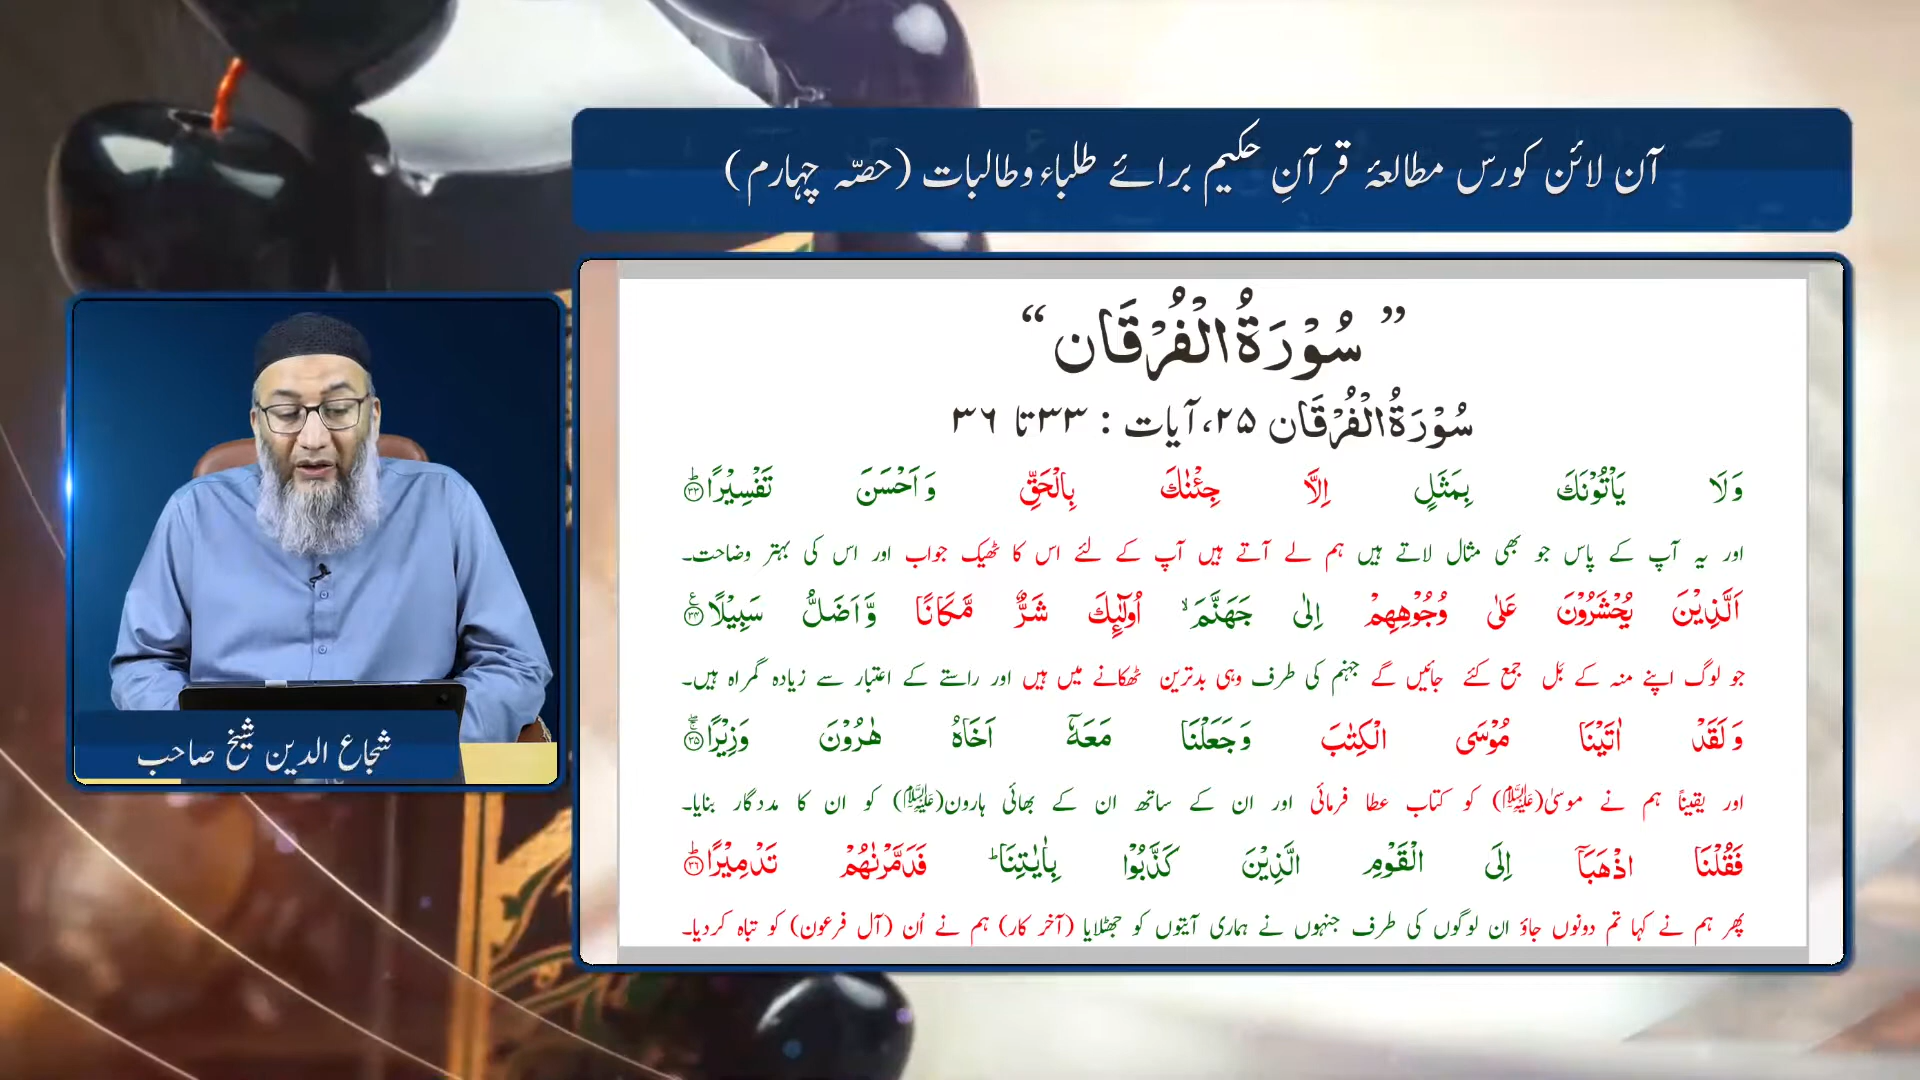 آن لائن کورس مطالعۂ قرآنِ حکیم برائے طلباء وطالبات (حصّہ چہارم)
” سُوْرَةُ الْفُرْقَان “
سُوْرَةُ الْفُرْقَان ۲۵، آیات : ۳۳ تا ۳۶
وَلَا يَاْتُوْنَكَ بِمَثَلٍ اِلَّا جِئْنٰكَ بِالْحَقِّ وَاَحْسَنَ تَفْسِيْرًاؕ ۳۳
اور یہ آپ کے پاس جو بھی مثال لاتے ہیں ہم لے آتے ہیں آپ کے لئے اس کا ٹھیک جواب اور اس کی بہتر وضاحت۔
اَلَّذِيْنَ يُحْشَرُوْنَ عَلٰى وُجُوْهِهِمْ اِلٰى جَهَنَّمَ ۙ اُولٰٓئِكَ شَرٌّ مَّكَانًا وَّاَضَلُّ سَبِيْلًا ۳۴ ع
جو لوگ اپنے منہ کے بَل جمع کئے جائیں گے جہنم کی طرف وہی بدترین ٹھکانے میں ہیں اور راستے کے اعتبار سے زیادہ گمراہ ہیں۔
وَلَقَدْ اٰتَيْنَا مُوْسَى الْكِتٰبَ وَجَعَلْنَا مَعَهٗۤ اَخَاهُ هٰرُوْنَ وَزِيْرًا ۳۵
اور یقیناً ہم نے موسیٰ(علیہ السلام) کو کتاب عطا فرمائی اور ان کے ساتھ ان کے بھائی ہارون(علیہ السلام) کو ان کا مددگار بنایا۔
فَقُلْنَا اذْهَبَاۤ اِلَى الْقَوْمِ الَّذِيْنَ كَذَّبُوْا بِاٰيٰتِنَا ؕ فَدَمَّرْنٰهُمْ تَدْمِيْرًاؕ ۳۶
پھر ہم نے کہا تم دونوں جاؤ ان لوگوں کی طرف جنہوں نے ہماری آیتوں کو جھٹلایا (آخر کار) ہم نے اُن (آل فرعون) کو تباہ کردیا۔
شجاع الدین شیخ صاحب